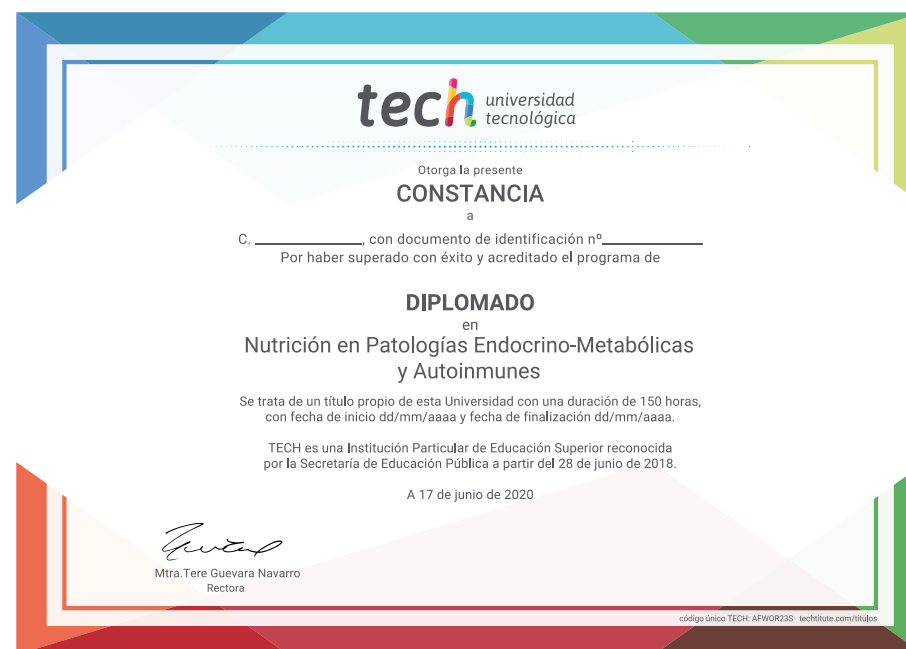 tech universidad
tecnológica
Otorga la presente
CONSTANCIA
a
C. ______________, con documento de identificación nº______________
Por haber superado con éxito y acreditado el programa de
DIPLOMADO
en
Nutrición en Patologías Endocrino-Metabólicas
y Autoinmunes
Se trata de un título propio de esta Universidad con una duración de 150 horas,
con fecha de inicio dd/mm/aaaa y fecha de finalización dd/mm/aaaa.
TECH es una Institución Particular de Educación Superior reconocida
por la Secretaría de Educación Pública a partir del 28 de junio de 2018.
A 17 de junio de 2020
Mtra.Tere Guevara Navarro
Rectora
código único TECH: AFWOR23S techtitute.com/titulos